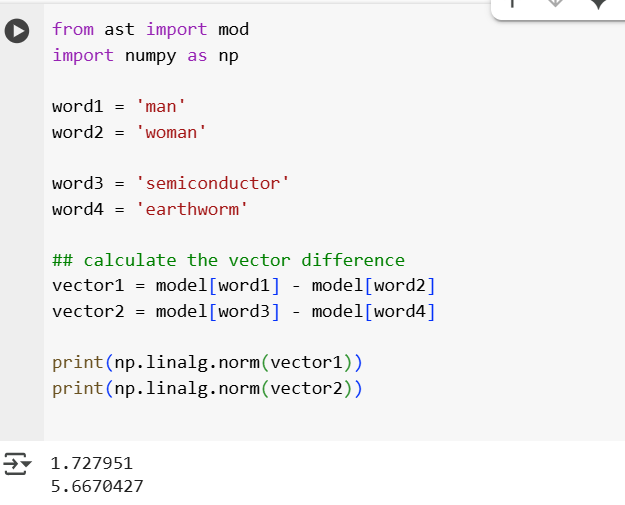 from ast import mod
import numpy as np
word1 = 'man'
word2 = 'woman'
word3 = 'semiconductor'
word4 = 'earthworm'
## calculate the vector difference
vector1 = model[word1] - model[word2]
vector2 = model[word3] - model[word4]
print(np.linalg.norm(vector1))
print(np.linalg.norm(vector2))
1.727951
5.6670427